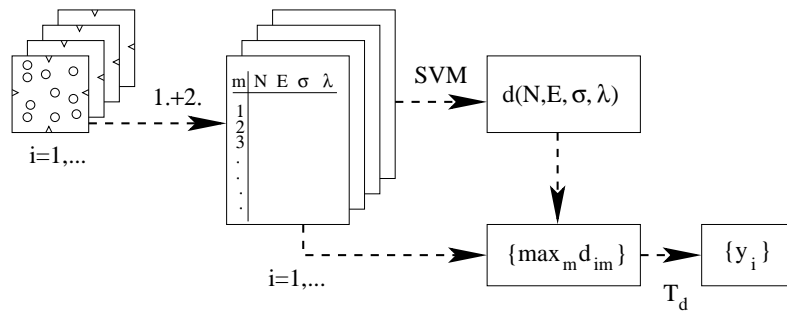 1.+2.
i=1,...
m N E σ λ
1
2
3
.
.
.
.
SVM
d(N,E,σ,λ)
i=1,...
{max_m d_im}
T_d
{y_i}